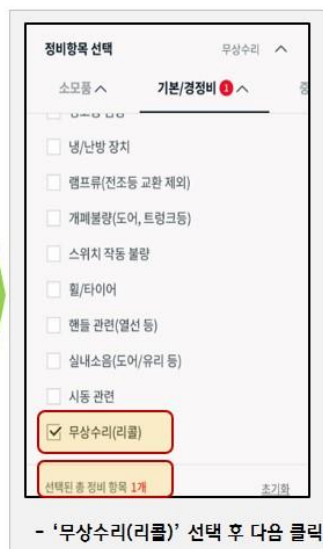 정비항목 선택 무상수리
소모품 기본/경정비 1
냉/난방 장치
램프류(전조등 교환 제외)
개폐불량(도어, 트렁크등)
스위치 작동 불량
휠/타이어
핸들 관련(열선 등)
실내소음(도어/유리 등)
시동 관련
무상수리(리콜)
선택된 총 정비 항목 1개 초기화
- ‘무상수리(리콜)’ 선택 후 다음 클릭